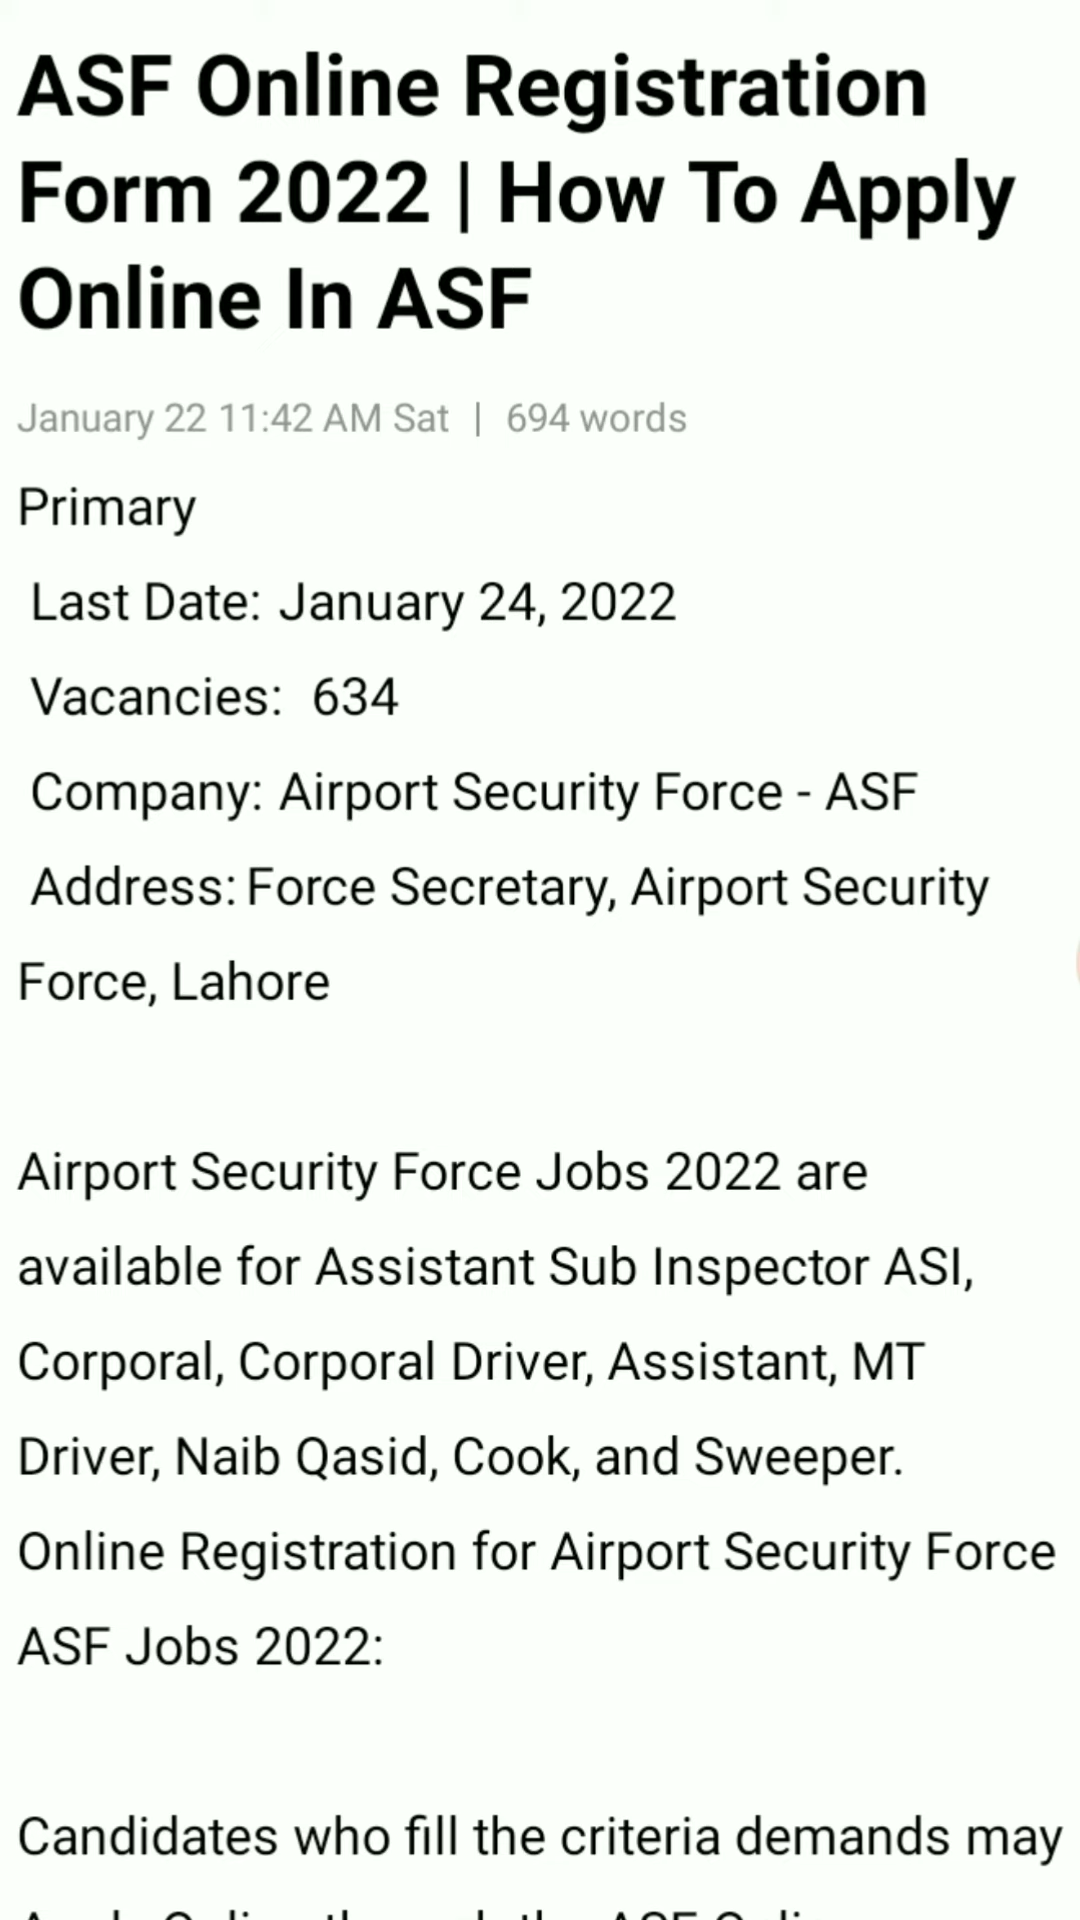 ASF Online Registration
Form 2022 | How To Apply
Online In ASF
January 22 11:42 AM Sat | 694 words
Primary
Last Date: January 24, 2022
Vacancies: 634
Company: Airport Security Force - ASF
Address: Force Secretary, Airport Security
Force, Lahore
Airport Security Force Jobs 2022 are
available for Assistant Sub Inspector ASI,
Corporal, Corporal Driver, Assistant, MT
Driver, Naib Qasid, Cook, and Sweeper.
Online Registration for Airport Security Force
ASF Jobs 2022:
Candidates who fill the criteria demands may